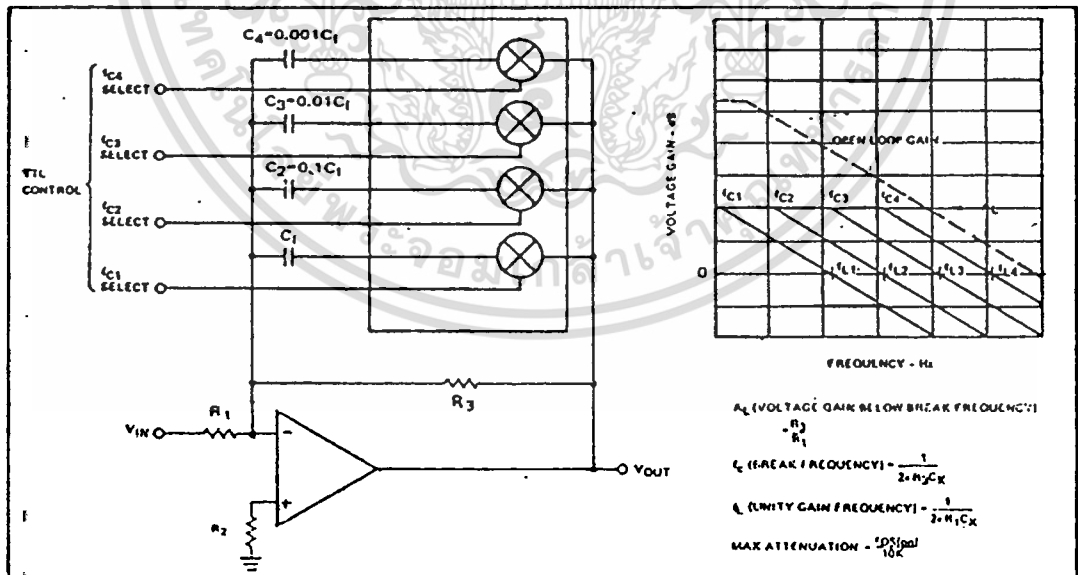 C4=0.001C1
fC4
SELECT
C3=0.01C1
fC3
SELECT
TTL
CONTROL
C2=0.1C1
fC2
SELECT
C1
fC1
SELECT
R3
R1
VIN
-
+
VOUT
R2
VOLTAGE GAIN - dB
OPEN LOOP GAIN
fC1
fC2
fC3
fC4
0
fL1
fL2
fL3
fL4
FREQUENCY - Hz
AL (VOLTAGE GAIN BELOW BREAK FREQUENCY)
= R3 / R1
fC (BREAK FREQUENCY) = 1 / 2πR3CX
fL (UNITY GAIN FREQUENCY) = 1 / 2πR1CX
MAX ATTENUATION = rDS(on) / 10K